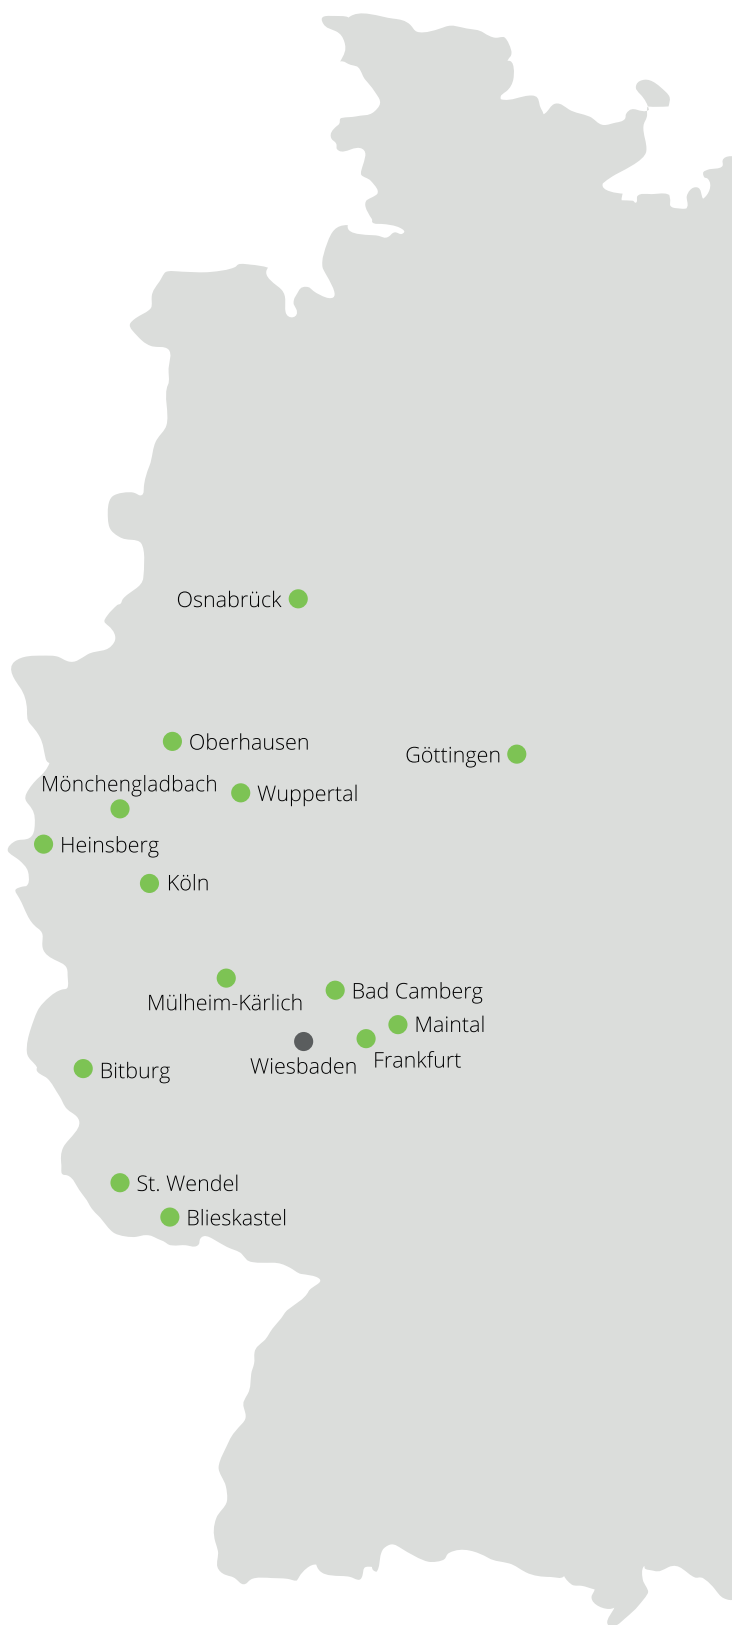 Osnabrück
Oberhausen
Göttingen
Mönchengladbach
Wuppertal
Heinsberg
Köln
Mülheim-Kärlich
Bad Camberg
Maintal
Frankfurt
Wiesbaden
Bitburg
St. Wendel
Blieskastel